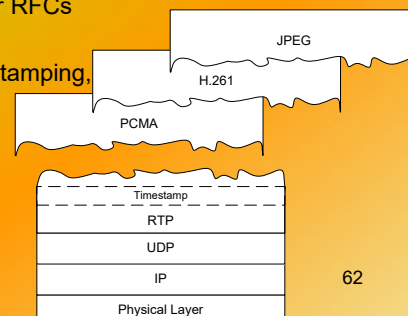 r RFCs
JPEG
tamping,
H.261
PCMA
Timestamp
RTP
UDP
IP
62
Physical Layer